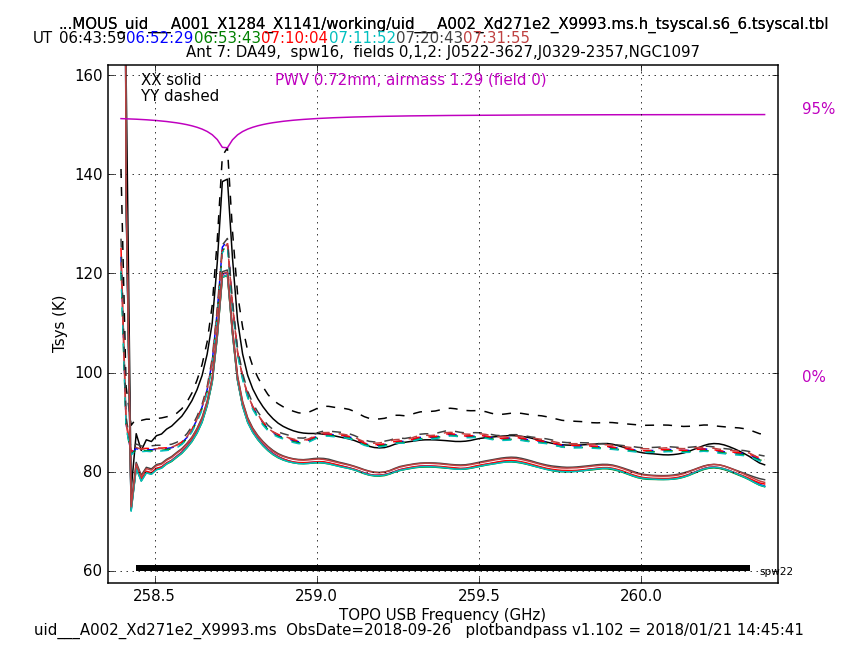 ...MOUS_uid___A001_X1284_X1141/working/uid___A002_Xd271e2_X9993.ms.h_tsyscal.s6_6.tsyscal.tbl
UT 06:43:59 06:52:29 06:53:43 07:10:04 07:11:52 07:20:43 07:31:55
Ant 7: DA49, spw16, fields 0,1,2: J0522-3627,J0329-2357,NGC1097
XX solid
YY dashed
PWV 0.72mm, airmass 1.29 (field 0)
95%
0%
160
140
120
100
80
60
Tsys (K)
spw22
258.5 259.0 259.5 260.0
TOPO USB Frequency (GHz)
uid___A002_Xd271e2_X9993.ms ObsDate=2018-09-26 plotbandpass v1.102 = 2018/01/21 14:45:41